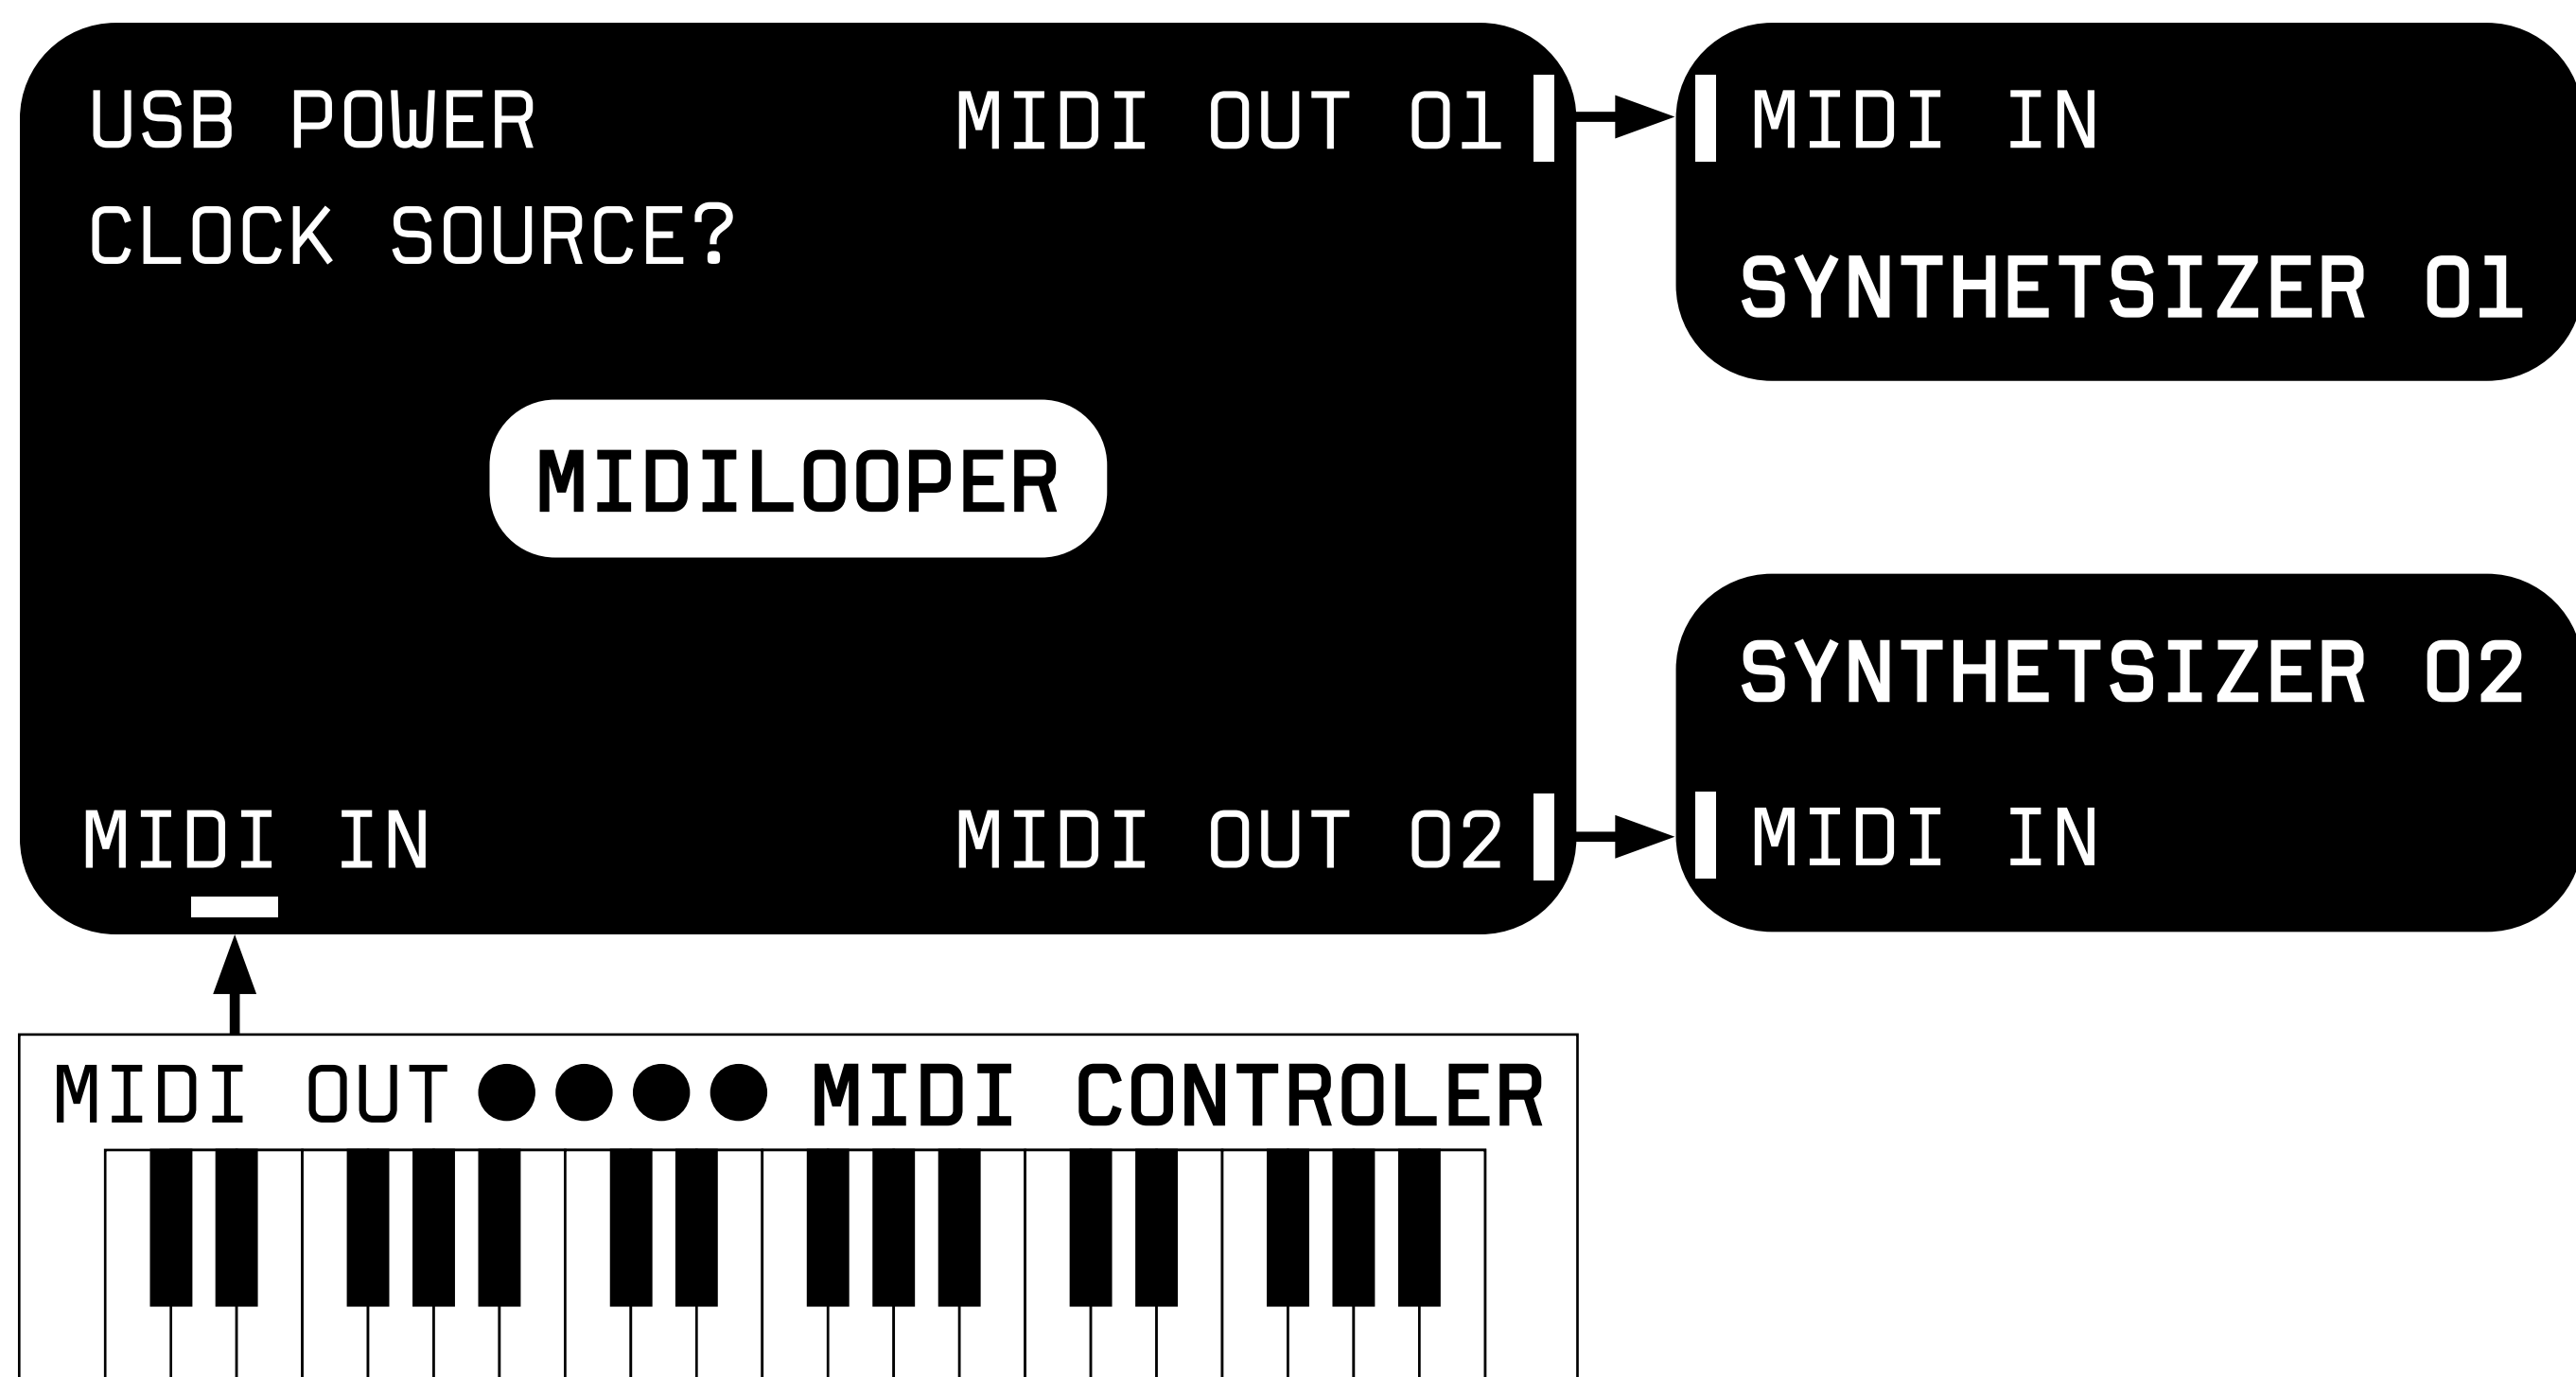 USB POWER
CLOCK SOURCE?
MIDI OUT 01
MIDI IN
SYNTHETSIZER 01
MIDILOOPER
SYNTHETSIZER 02
MIDI IN
MIDI OUT 02
MIDI IN
MIDI OUT
MIDI CONTROLER